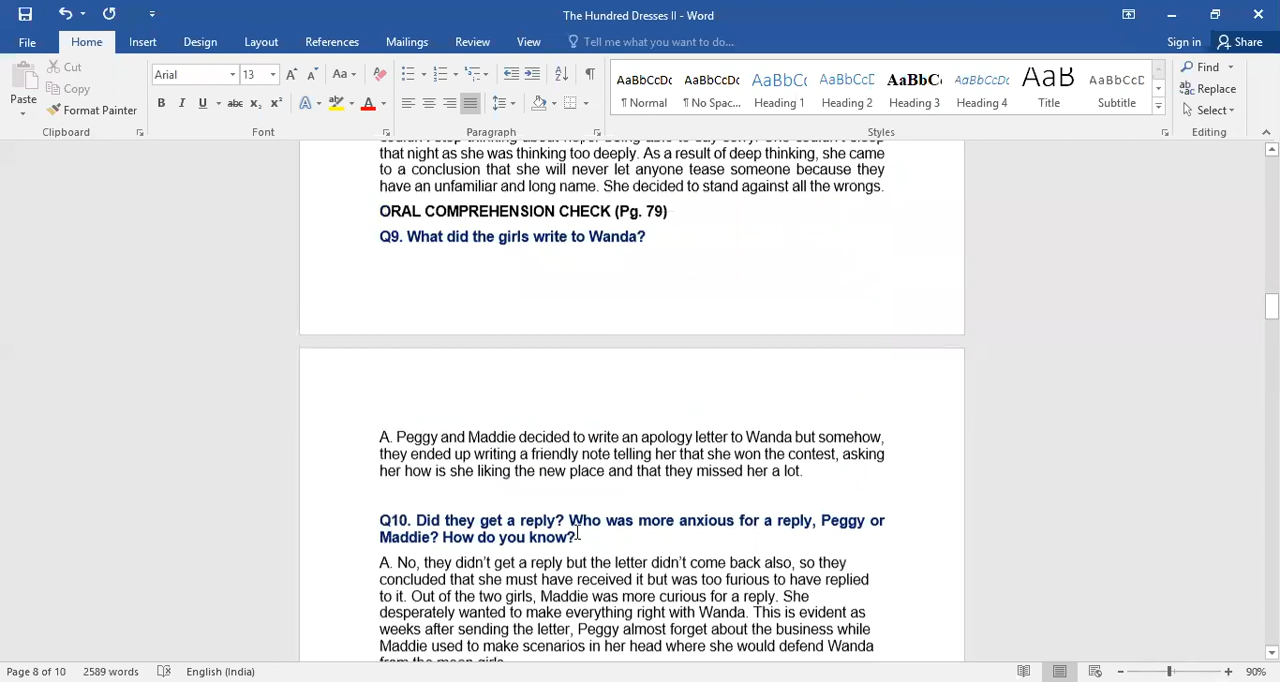 The Hundred Dresses II - Word
File Home Insert Design Layout References Mailings Review View Tell me what you want to do... Sign in Share
Paste Cut Copy Format Painter
Arial 13
Aa
B I U abc X₂ X² A A
AaBbCcDc AaBbCcDc AaBbC( AaBbCcD AaBbC( AaBbCcD AaB AaBbCcD
¶ Normal ¶ No Spac... Heading 1 Heading 2 Heading 3 Heading 4 Title Subtitle
Find
Replace
Select
Clipboard Font Paragraph Styles Editing
that night as she was thinking too deeply. As a result of deep thinking, she came
to a conclusion that she will never let anyone tease someone because they
have an unfamiliar and long name. She decided to stand against all the wrongs.
ORAL COMPREHENSION CHECK (Pg. 79)
Q9. What did the girls write to Wanda?
A. Peggy and Maddie decided to write an apology letter to Wanda but somehow,
they ended up writing a friendly note telling her that she won the contest, asking
her how is she liking the new place and that they missed her a lot.
Q10. Did they get a reply? Who was more anxious for a reply, Peggy or
Maddie? How do you know?
A. No, they didn't get a reply but the letter didn't come back also, so they
concluded that she must have received it but was too furious to have replied
to it. Out of the two girls, Maddie was more curious for a reply. She
desperately wanted to make everything right with Wanda. This is evident as
weeks after sending the letter, Peggy almost forget about the business while
Maddie used to make scenarios in her head where she would defend Wanda
Page 8 of 10 2589 words English (India) 90%